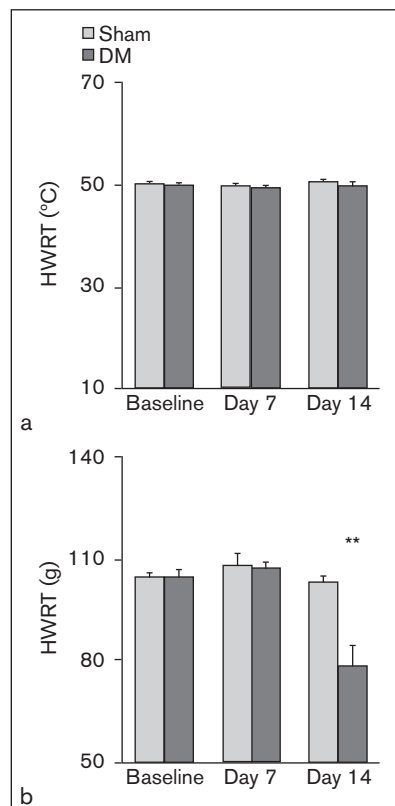 Sham
DM
70
50
30
10
HWRT (°C)
Baseline Day 7 Day 14
a
140
110
80
50
HWRT (g)
**
Baseline Day 7 Day 14
b